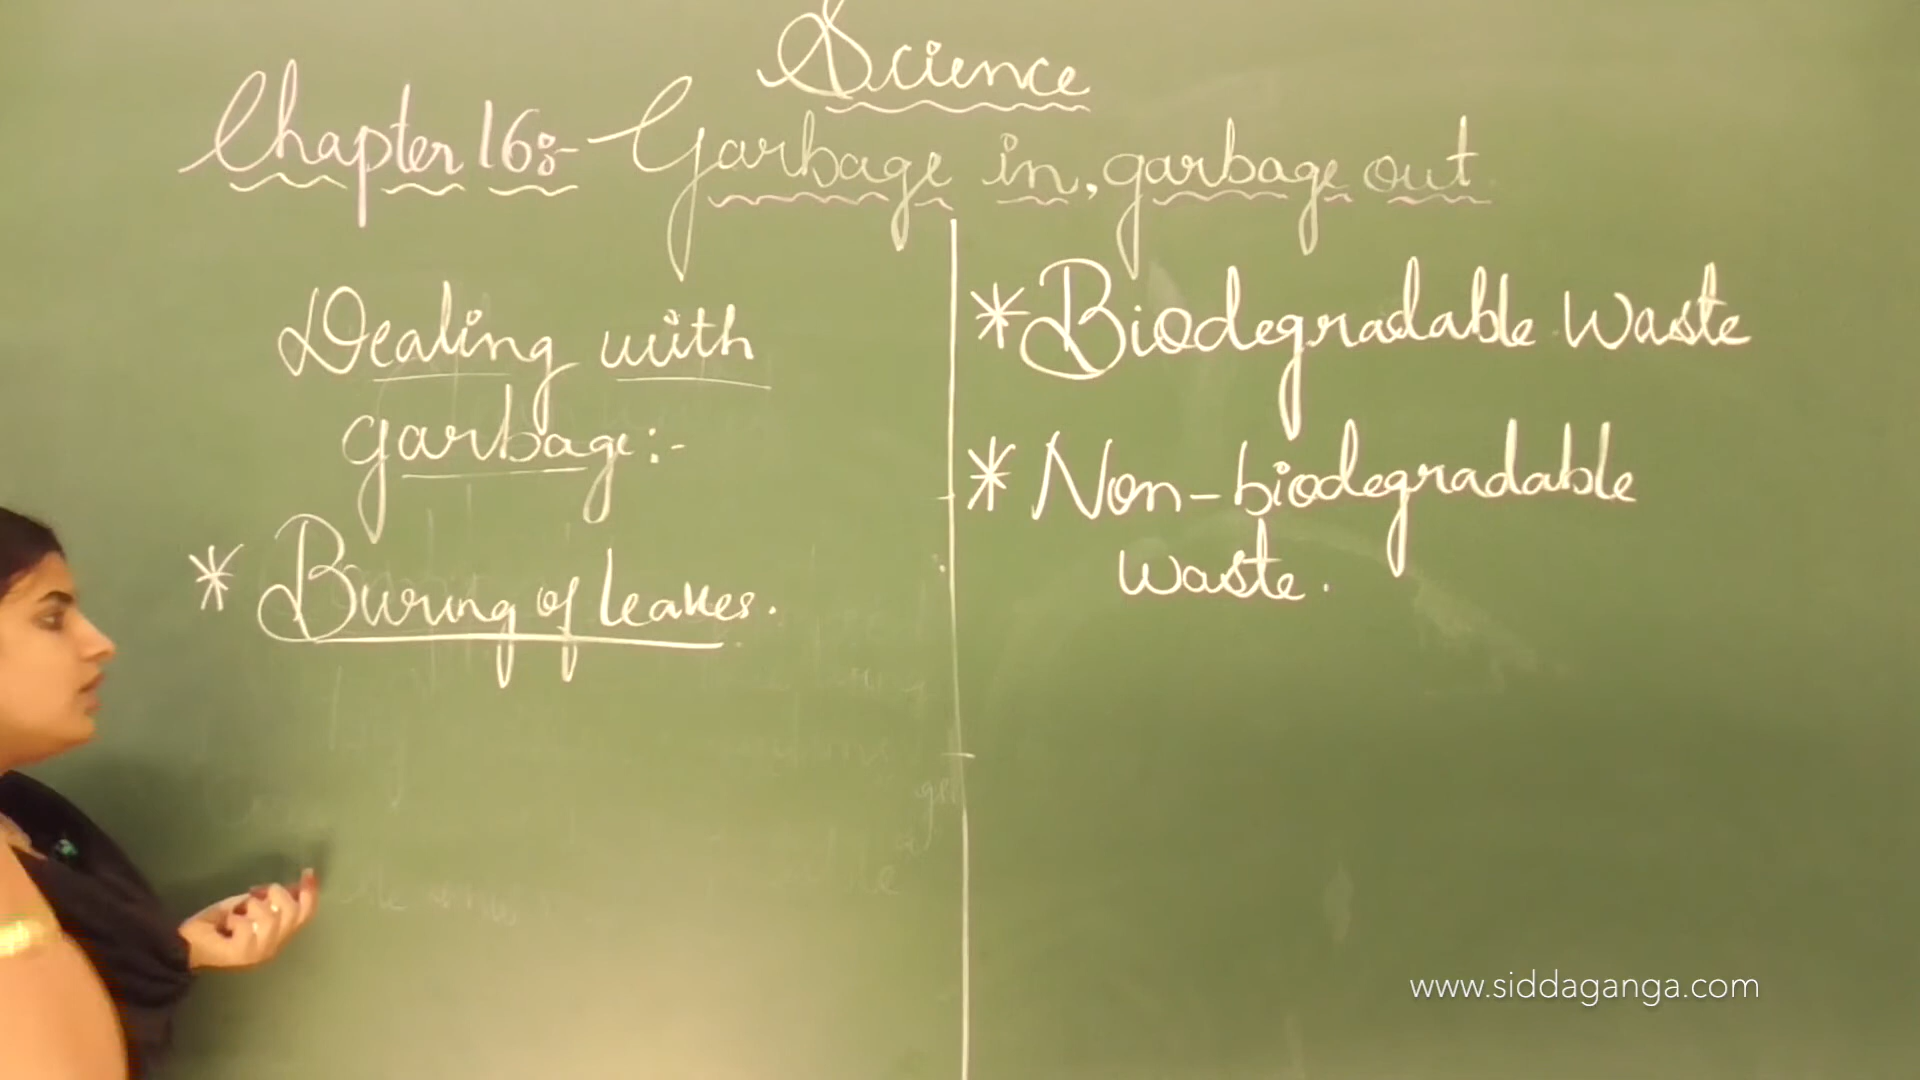 Science
Chapter 16:- Garbage in, garbage out
Dealing with
garbage:-
* Buring of leaves.
* Biodegradable Waste
* Non-biodegradable
waste.
www.siddaganga.com